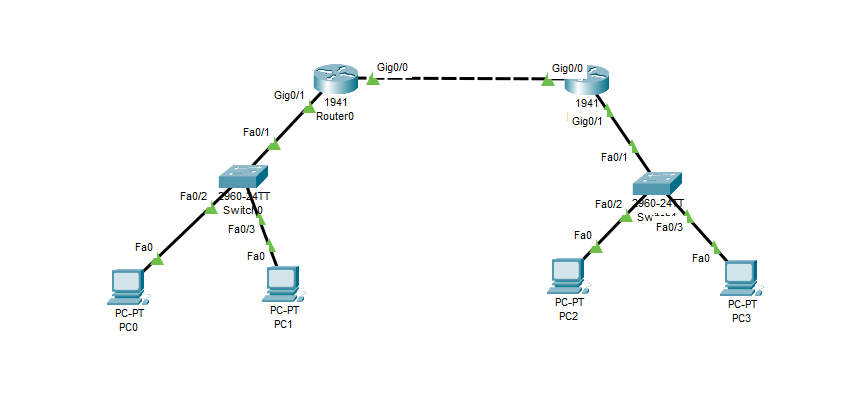 Gig0/0
Gig0/0
1941
Router0
Gig0/1
1941
Gig0/1
Fa0/1
Fa0/1
2960-24TT
Switch0
Fa0/2
Fa0/3
2960-24TT
Fa0/2
Fa0/3
Fa0
Fa0
Fa0
Fa0
PC-PT
PC0
PC-PT
PC1
PC-PT
PC2
PC-PT
PC3